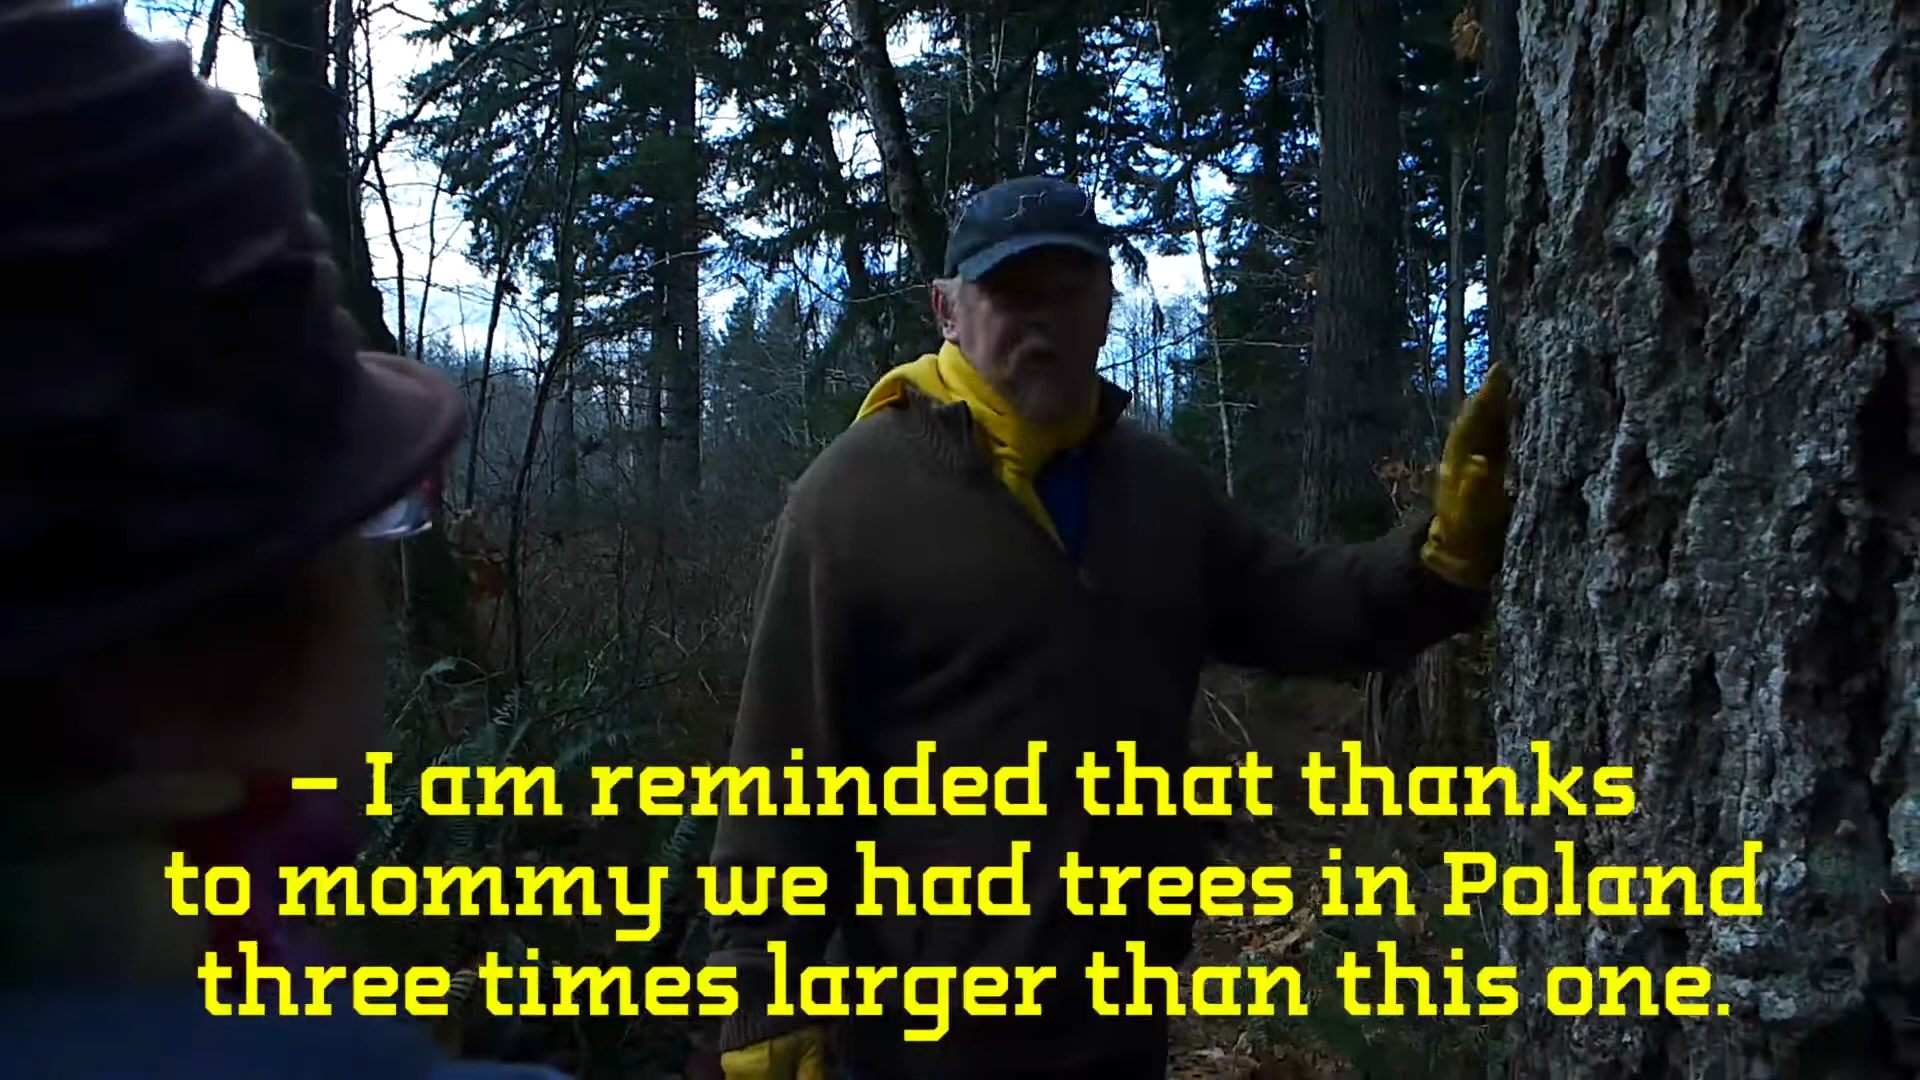 – I am reminded that thanks
to mommy we had trees in Poland
three times larger than this one.